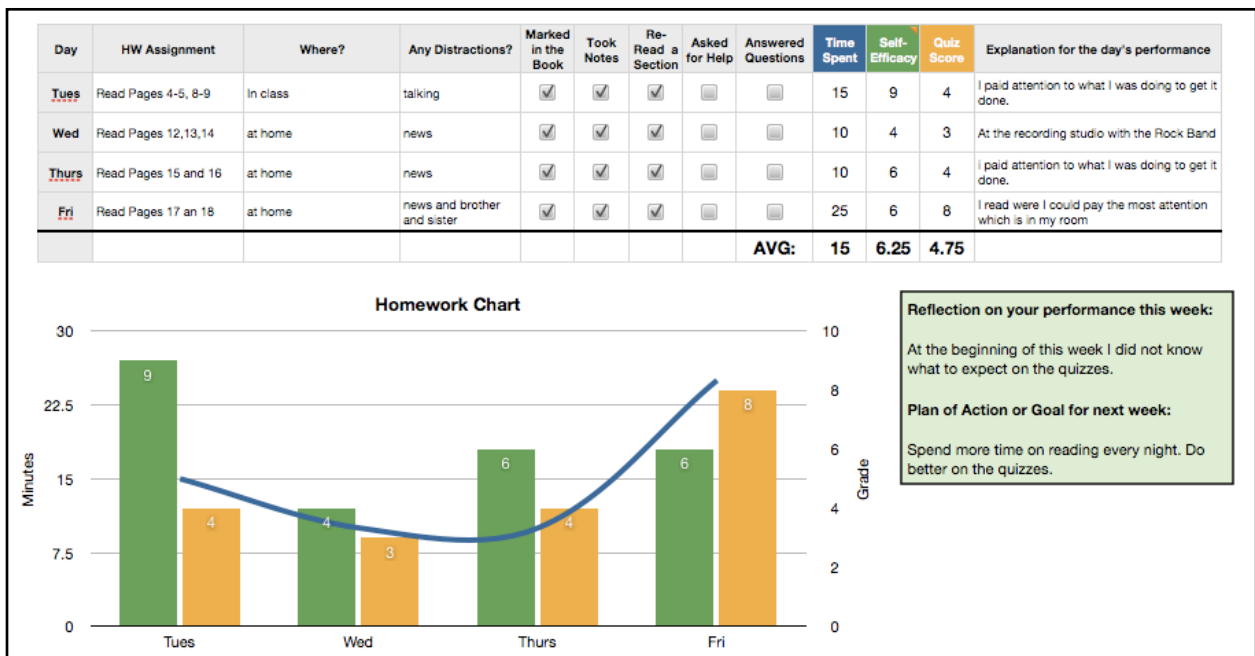 Day HW Assignment Where? Any Distractions? Marked in the Book Took Notes Re-Read a Section Asked for Help Answered Questions Time Spent Self-Efficacy Quiz Score Explanation for the day's performance
Tues Read Pages 4-5, 8-9 In class talking 15 9 4 I paid attention to what I was doing to get it done.
Wed Read Pages 12,13,14 at home news 10 4 3 At the recording studio with the Rock Band
Thurs Read Pages 15 and 16 at home news 10 6 4 i paid attention to what I was doing to get it done.
Fri Read Pages 17 an 18 at home news and brother and sister 25 6 8 I read were I could pay the most attention which is in my room
AVG: 15 6.25 4.75
Homework Chart
30
22.5
15
7.5
0
Minutes
9 4
4 3
6 4
6 8
10
8
6
4
2
0
Grade
Tues Wed Thurs Fri
Reflection on your performance this week:
At the beginning of this week I did not know
what to expect on the quizzes.
Plan of Action or Goal for next week:
Spend more time on reading every night. Do
better on the quizzes.